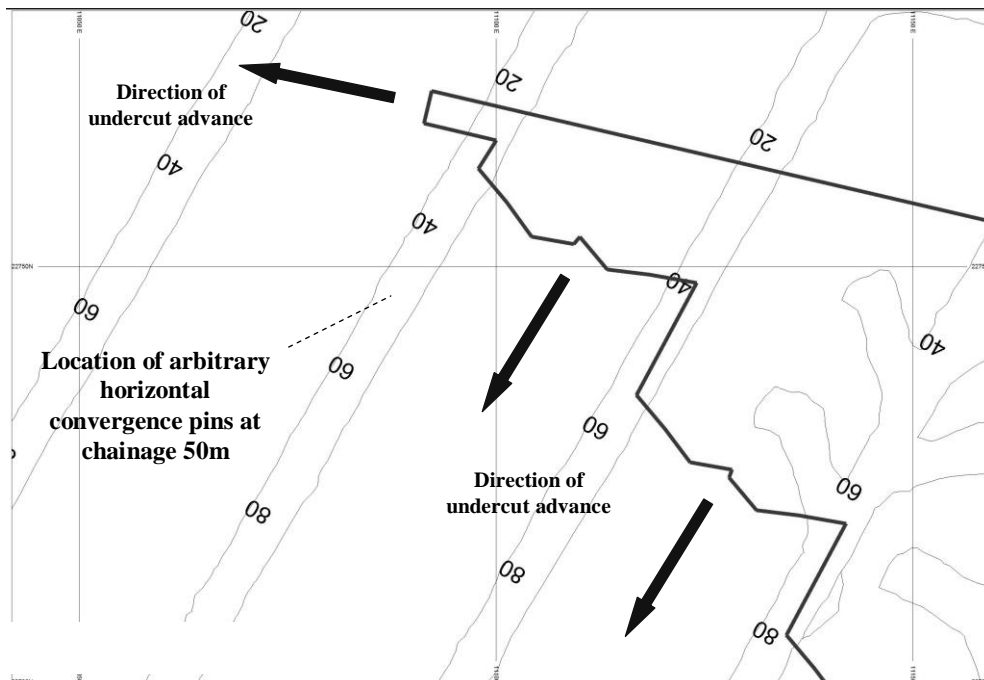 20
Direction of
undercut advance
20
20
40
40
22750N
40
60
40
Location of arbitrary
horizontal
convergence pins at
chainage 50m
60
60
Direction of
undercut advance
60
80
80
80